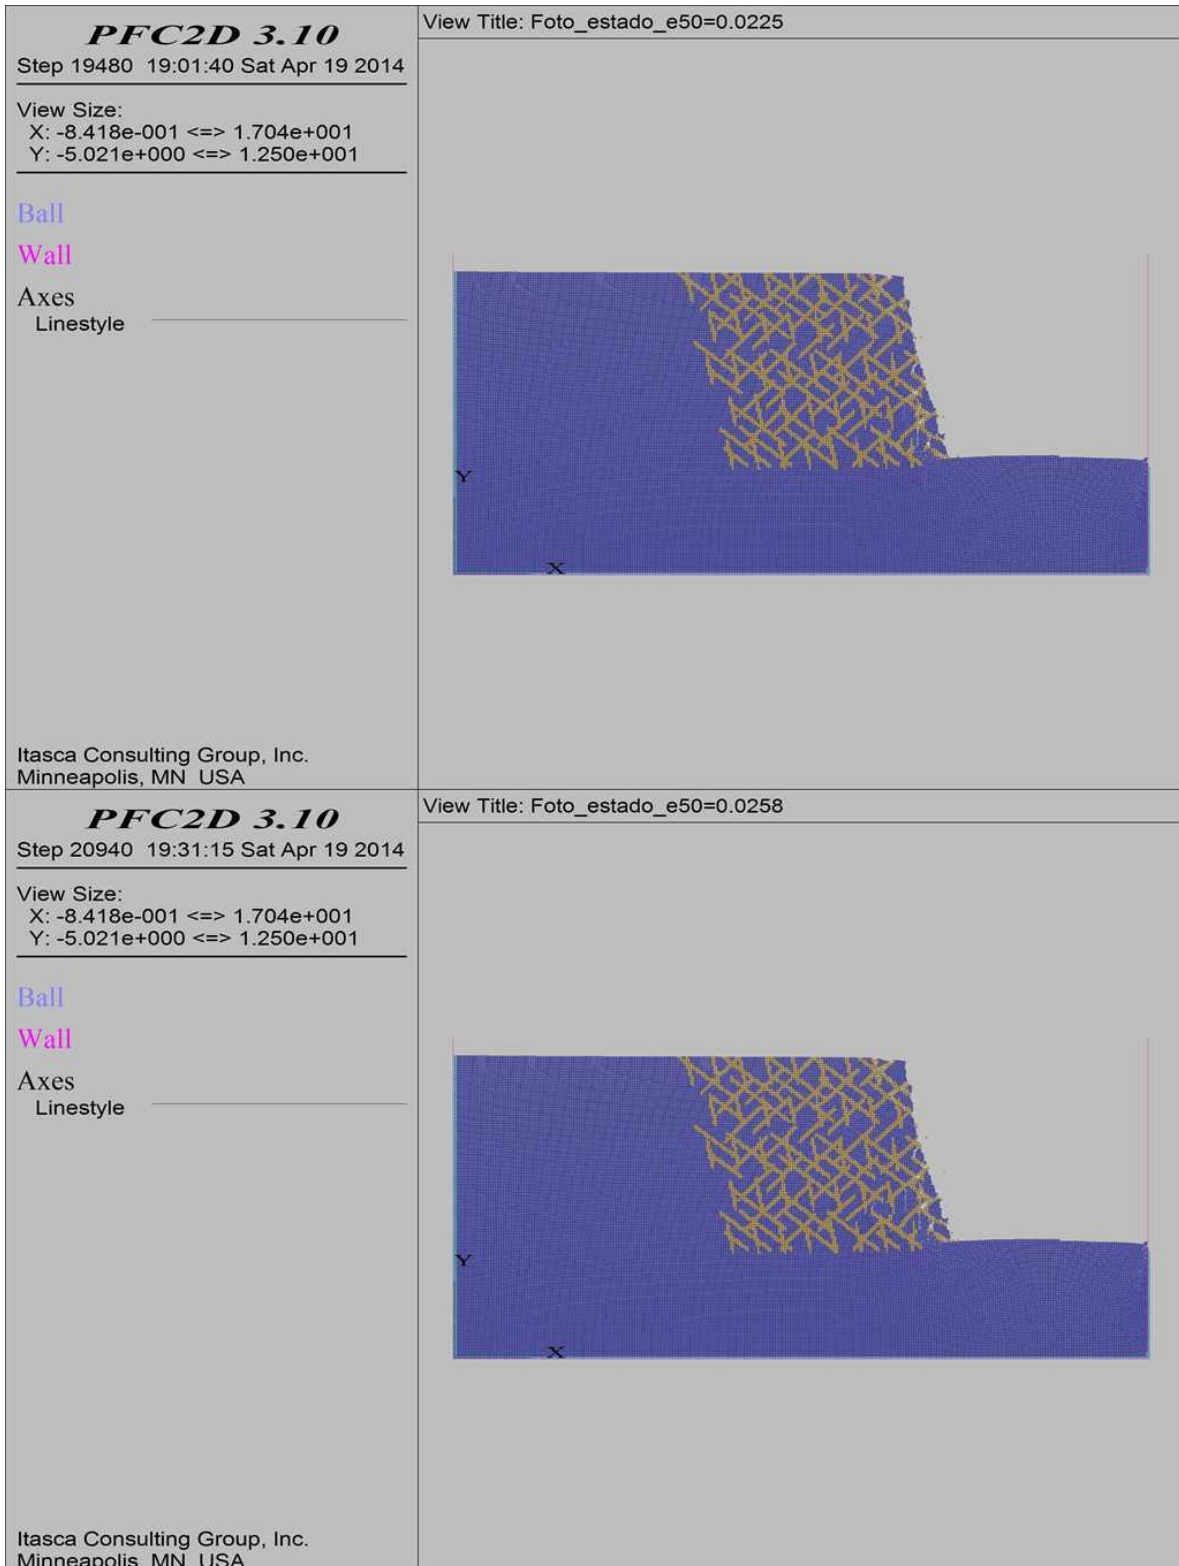 PFC2D 3.10
Step 19480  19:01:40 Sat Apr 19 2014
View Size:
X: -8.418e-001 <=> 1.704e+001
Y: -5.021e+000 <=> 1.250e+001
Ball
Wall
Axes
Linestyle
Itasca Consulting Group, Inc.
Minneapolis, MN  USA
View Title: Foto_estado_e50=0.0225
Y
X
PFC2D 3.10
Step 20940  19:31:15 Sat Apr 19 2014
View Size:
X: -8.418e-001 <=> 1.704e+001
Y: -5.021e+000 <=> 1.250e+001
Ball
Wall
Axes
Linestyle
Itasca Consulting Group, Inc.
Minneapolis, MN  USA
View Title: Foto_estado_e50=0.0258
Y
X